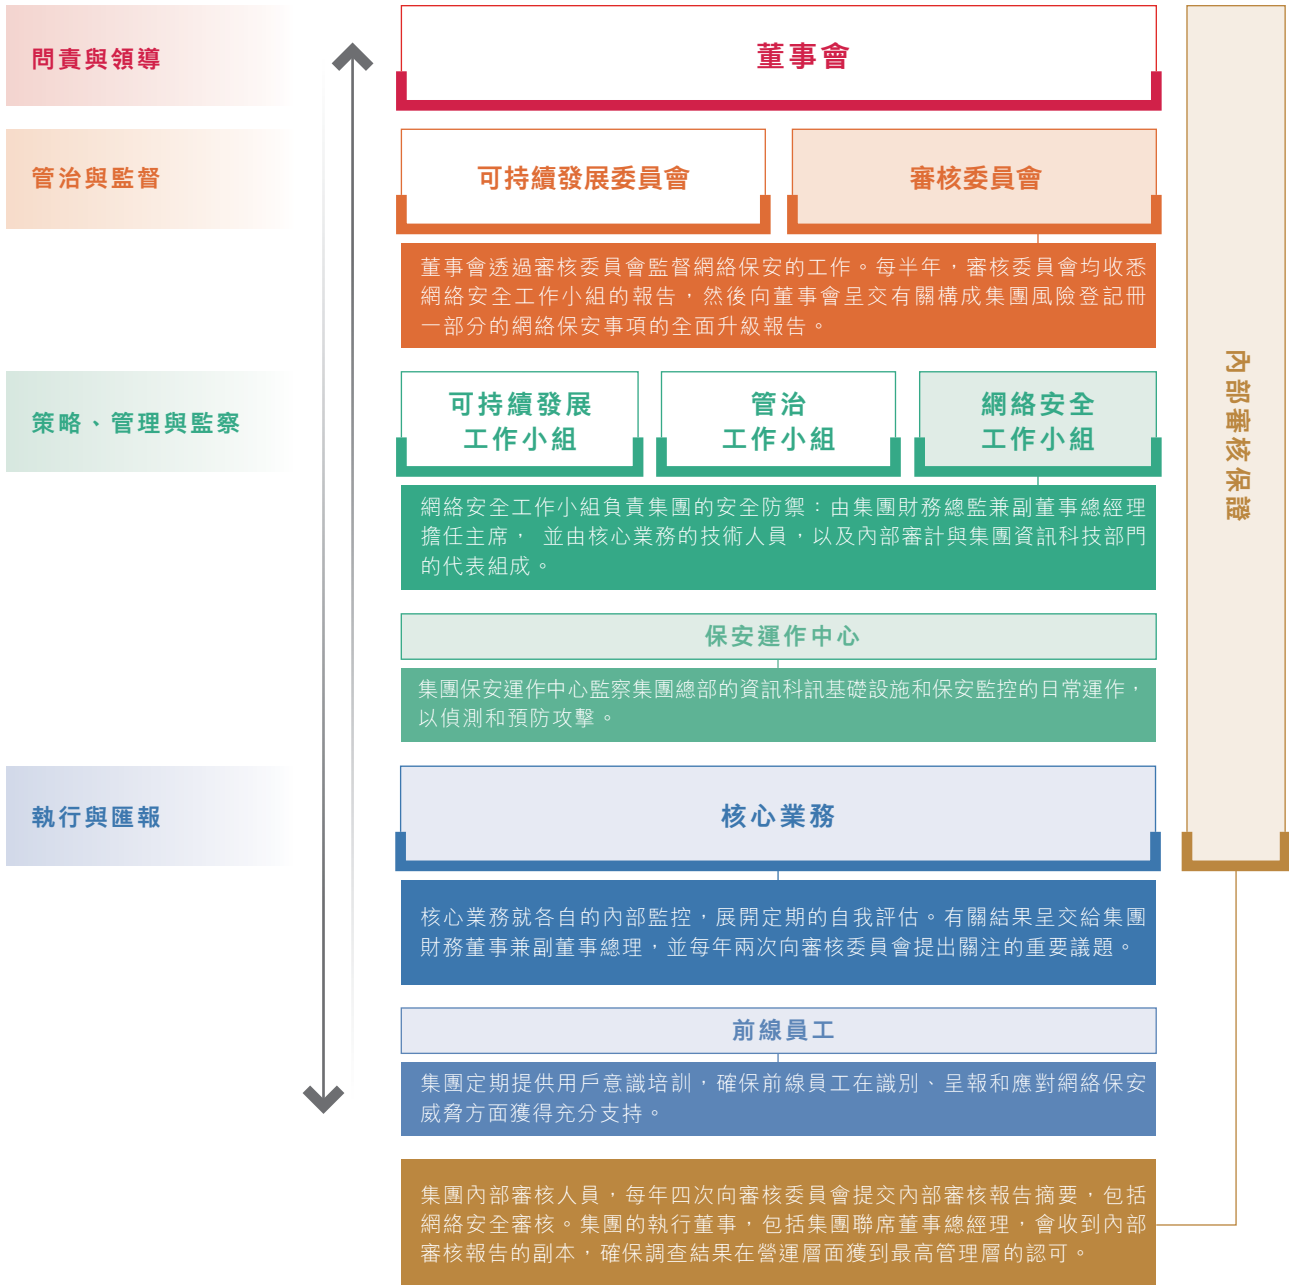 問責與領導
董事會
管治與監督
可持續發展委員會
審核委員會
董事會透過審核委員會監督網絡保安的工作。每半年，審核委員會均收悉
網絡安全工作小組的報告，然後向董事會呈交有關構成集團風險登記冊
一部分的網絡保安事項的全面升級報告。
策略、管理與監察
可持續發展
工作小組
管治
工作小組
網絡安全
工作小組
網絡安全工作小組負責集團的安全防禦：由集團財務總監兼副董事總經理
擔任主席， 並由核心業務的技術人員，以及內部審計與集團資訊科技部門
的代表組成。
保安運作中心
集團保安運作中心監察集團總部的資訊科訊基礎設施和保安監控的日常運作，
以偵測和預防攻擊。
執行與匯報
核心業務
核心業務就各自的內部監控，展開定期的自我評估。有關結果呈交給集團
財務董事兼副董事總理，並每年兩次向審核委員會提出關注的重要議題。
前線員工
集團定期提供用戶意識培訓，確保前線員工在識別、呈報和應對網絡保安
威脅方面獲得充分支持。
集團內部審核人員，每年四次向審核委員會提交內部審核報告摘要，包括
網絡安全審核。集團的執行董事，包括集團聯席董事總經理，會收到內部
審核報告的副本，確保調查結果在營運層面獲到最高管理層的認可。
內部審核保證